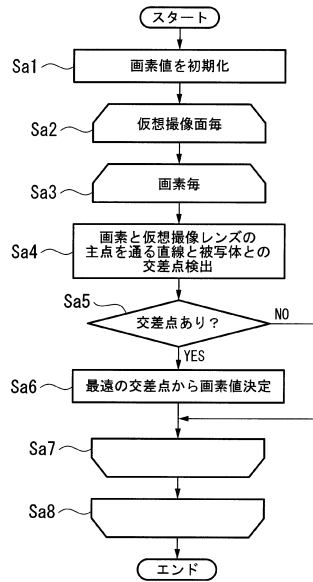 スタート
Sa1
画素値を初期化
Sa2
仮想撮像面毎
Sa3
画素毎
Sa4
画素と仮想撮像レンズの
主点を通る直線と被写体との
交差点検出
Sa5
交差点あり?
NO
YES
Sa6
最遠の交差点から画素値決定
Sa7
Sa8
エンド